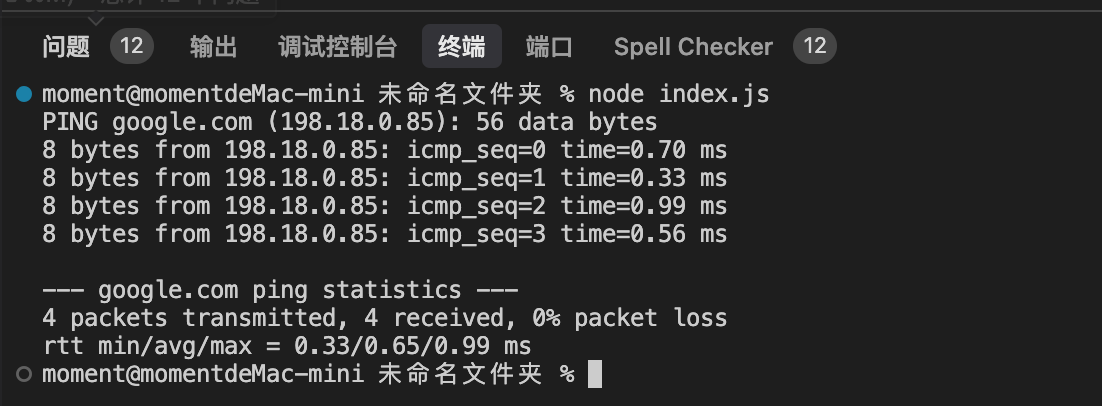 问题 12 输出 调试控制台 终端 端口 Spell Checker 12
moment@momentdeMac-mini 未命名文件夹 % node index.js
PING google.com (198.18.0.85): 56 data bytes
8 bytes from 198.18.0.85: icmp_seq=0 time=0.70 ms
8 bytes from 198.18.0.85: icmp_seq=1 time=0.33 ms
8 bytes from 198.18.0.85: icmp_seq=2 time=0.99 ms
8 bytes from 198.18.0.85: icmp_seq=3 time=0.56 ms
--- google.com ping statistics ---
4 packets transmitted, 4 received, 0% packet loss
rtt min/avg/max = 0.33/0.65/0.99 ms
moment@momentdeMac-mini 未命名文件夹 %